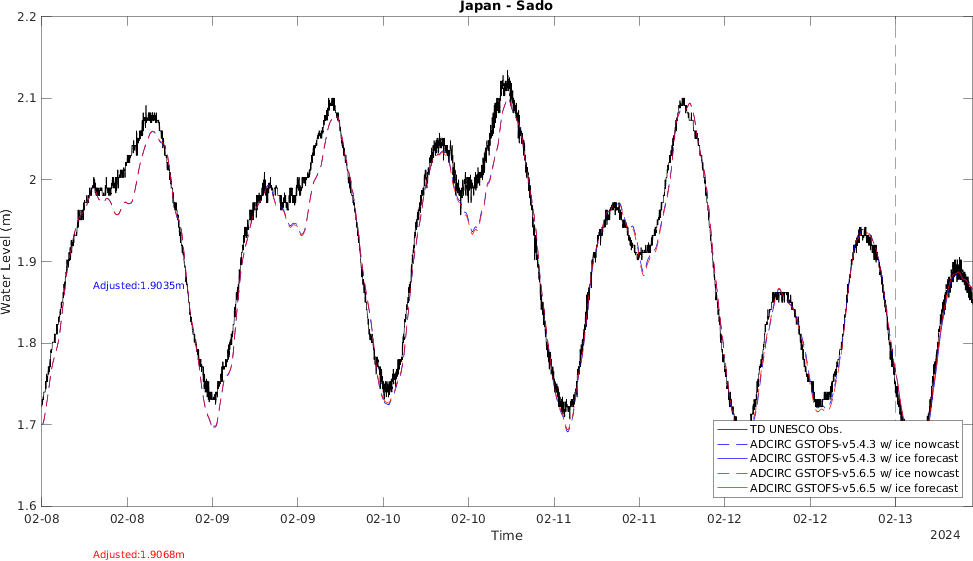 Japan - Sado
2.2
2.1
2
1.9
1.8
1.7
1.6
Water Level (m)
Adjusted:1.9035m
TD UNESCO Obs.
ADCIRC GSTOFS-v5.4.3 w/ ice nowcast
ADCIRC GSTOFS-v5.4.3 w/ ice forecast
ADCIRC GSTOFS-v5.6.5 w/ ice nowcast
ADCIRC GSTOFS-v5.6.5 w/ ice forecast
02-08 02-08 02-09 02-09 02-10 02-10 02-11 02-11 02-12 02-12 02-13
Time
2024
Adjusted:1.9068m